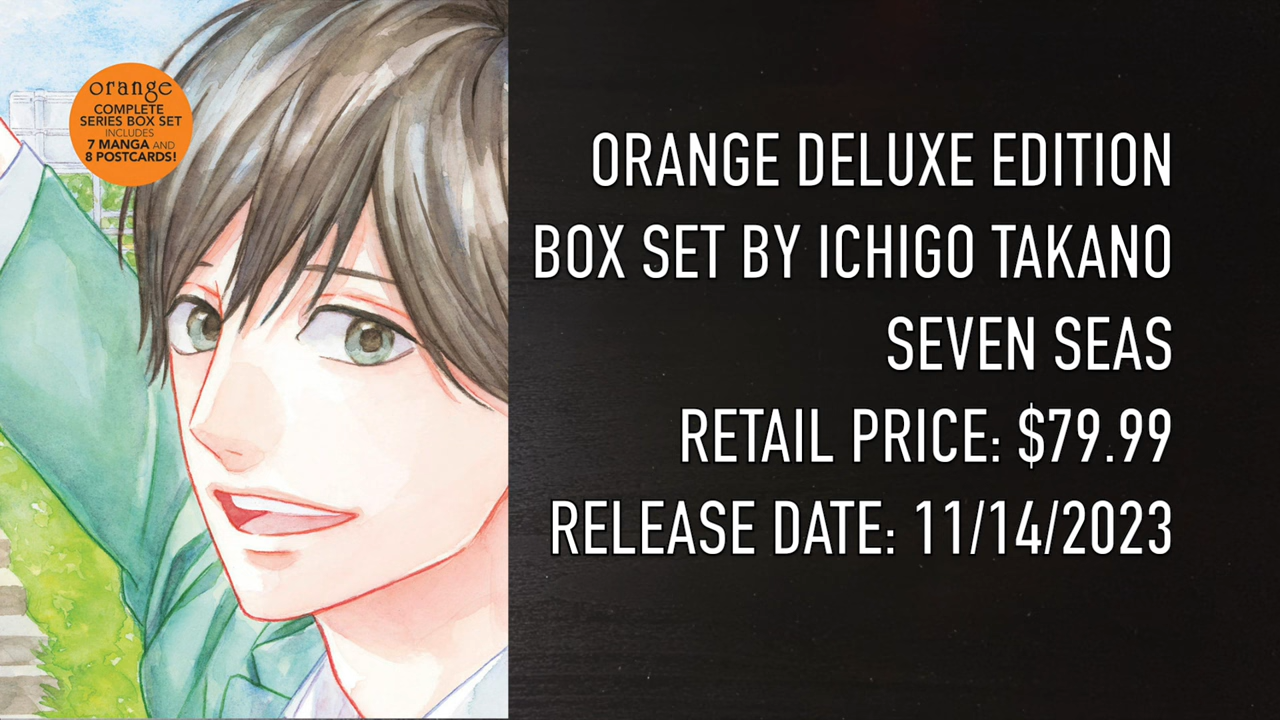 orange
COMPLETE
SERIES BOX SET
INCLUDES
7 MANGA AND
8 POSTCARDS!
ORANGE DELUXE EDITION
BOX SET BY ICHIGO TAKANO
SEVEN SEAS
RETAIL PRICE: $79.99
RELEASE DATE: 11/14/2023